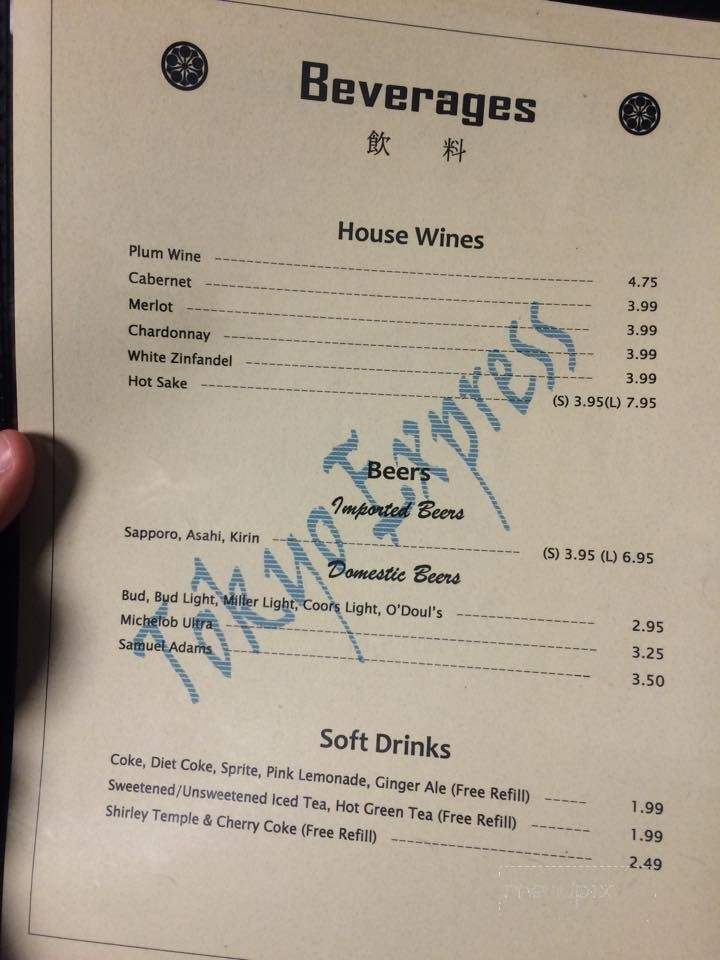 Beverages
飲 料
House Wines
Plum Wine 4.75
Cabernet 3.99
Merlot 3.99
Chardonnay 3.99
White Zinfandel 3.99
Hot Sake (S) 3.95(L) 7.95
Tokyo Express
Beers
Imported Beers
Sapporo, Asahi, Kirin (S) 3.95 (L) 6.95
Domestic Beers
Bud, Bud Light, Miller Light, Coors Light, O'Doul's 2.95
Michelob Ultra 3.25
Samuel Adams 3.50
Soft Drinks
Coke, Diet Coke, Sprite, Pink Lemonade, Ginger Ale (Free Refill) 1.99
Sweetened/Unsweetened Iced Tea, Hot Green Tea (Free Refill) 1.99
Shirley Temple & Cherry Coke (Free Refill) 2.49
menupix